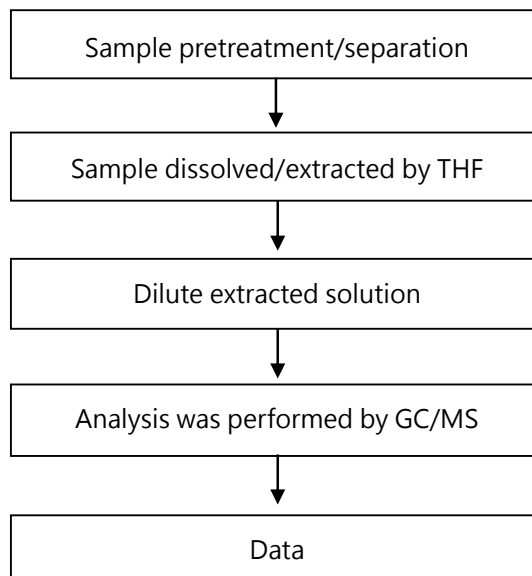 Sample pretreatment/separation
Sample dissolved/extracted by THF
Dilute extracted solution
Analysis was performed by GC/MS
Data